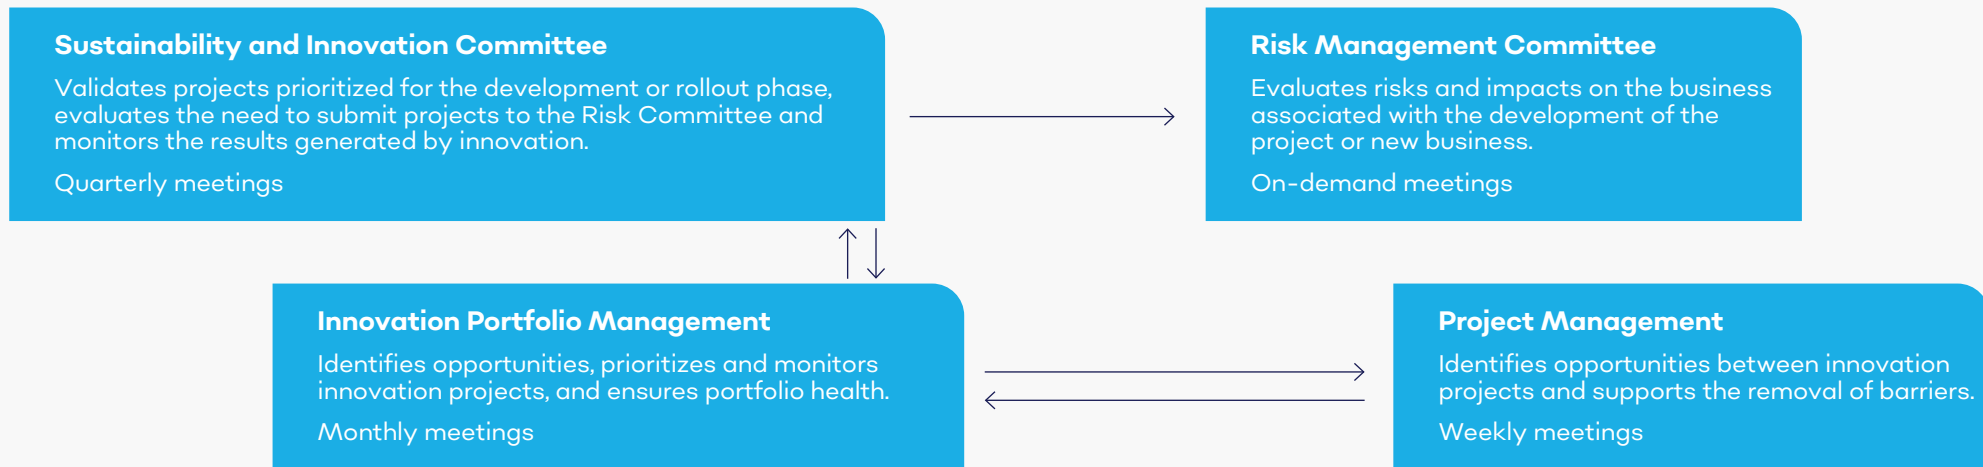 Sustainability and Innovation Committee
Validates projects prioritized for the development or rollout phase,
evaluates the need to submit projects to the Risk Committee and
monitors the results generated by innovation.
Quarterly meetings
Risk Management Committee
Evaluates risks and impacts on the business
associated with the development of the
project or new business.
On-demand meetings
Innovation Portfolio Management
Identifies opportunities, prioritizes and monitors
innovation projects, and ensures portfolio health.
Monthly meetings
Project Management
Identifies opportunities between innovation
projects and supports the removal of barriers.
Weekly meetings